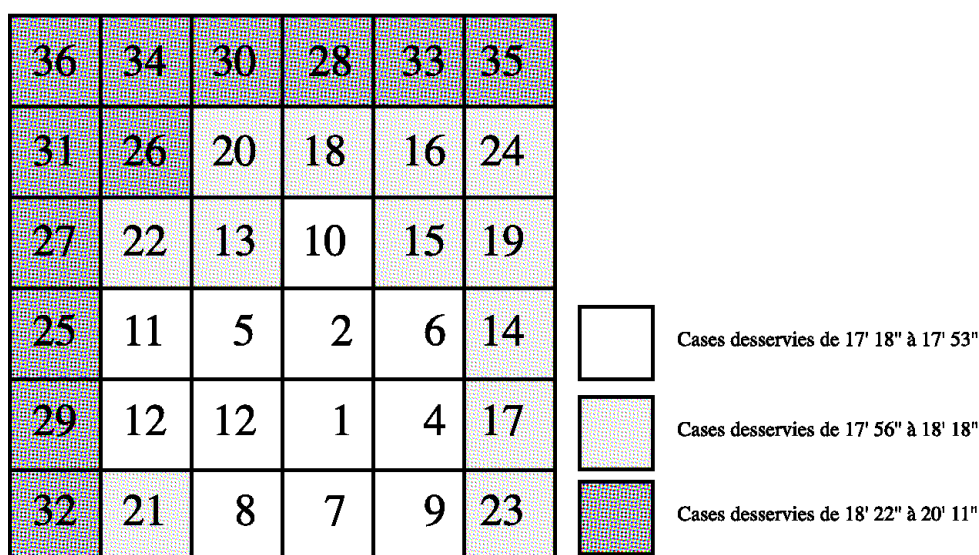 36 34 30 28 33 35
31 26 20 18 16 24
27 22 13 10 15 19
25 11 5 2 6 14
29 12 12 1 4 17
32 21 8 7 9 23
Cases desservies de 17' 18" à 17' 53"
Cases desservies de 17' 56" à 18' 18"
Cases desservies de 18' 22" à 20' 11"